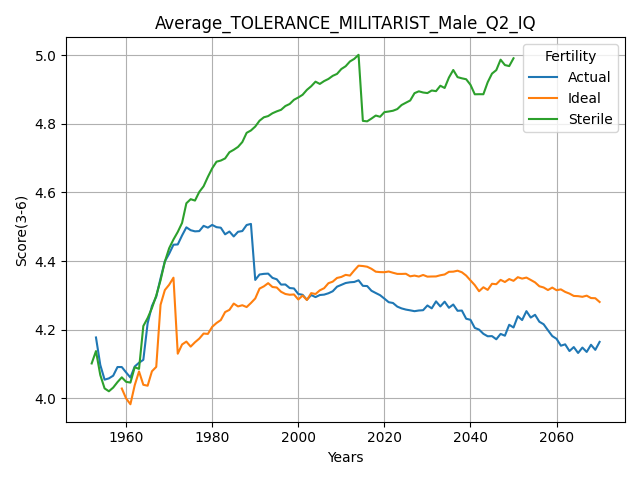 Average_TOLERANCE_MILITARIST_Male_Q2_IQ
Fertility
Actual
Ideal
Sterile
Score(3-6)
5.0
4.8
4.6
4.4
4.2
4.0
1960 1980 2000 2020 2040 2060
Years